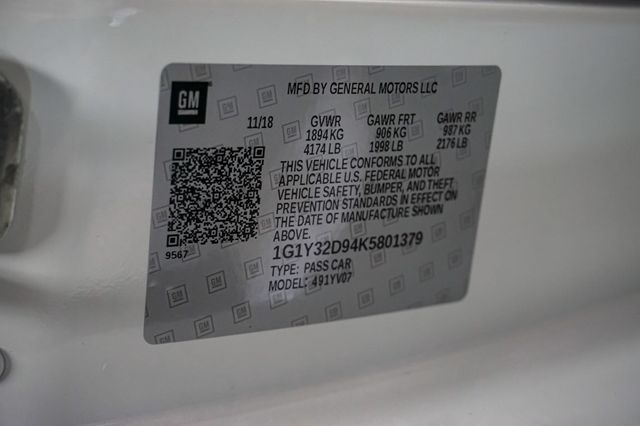 GM
MFD BY GENERAL MOTORS LLC
11/18 GVWR GAWR FRT GAWR RR
1894 KG 906 KG 987 KG
4174 LB 1998 LB 2176 LB
THIS VEHICLE CONFORMS TO ALL
APPLICABLE U.S. FEDERAL MOTOR
VEHICLE SAFETY, BUMPER, AND THEFT
PREVENTION STANDARDS IN EFFECT ON
THE DATE OF MANUFACTURE SHOWN
ABOVE.
9567
1G1Y32D94K5801379
TYPE: PASS CAR
MODEL: 491YV07